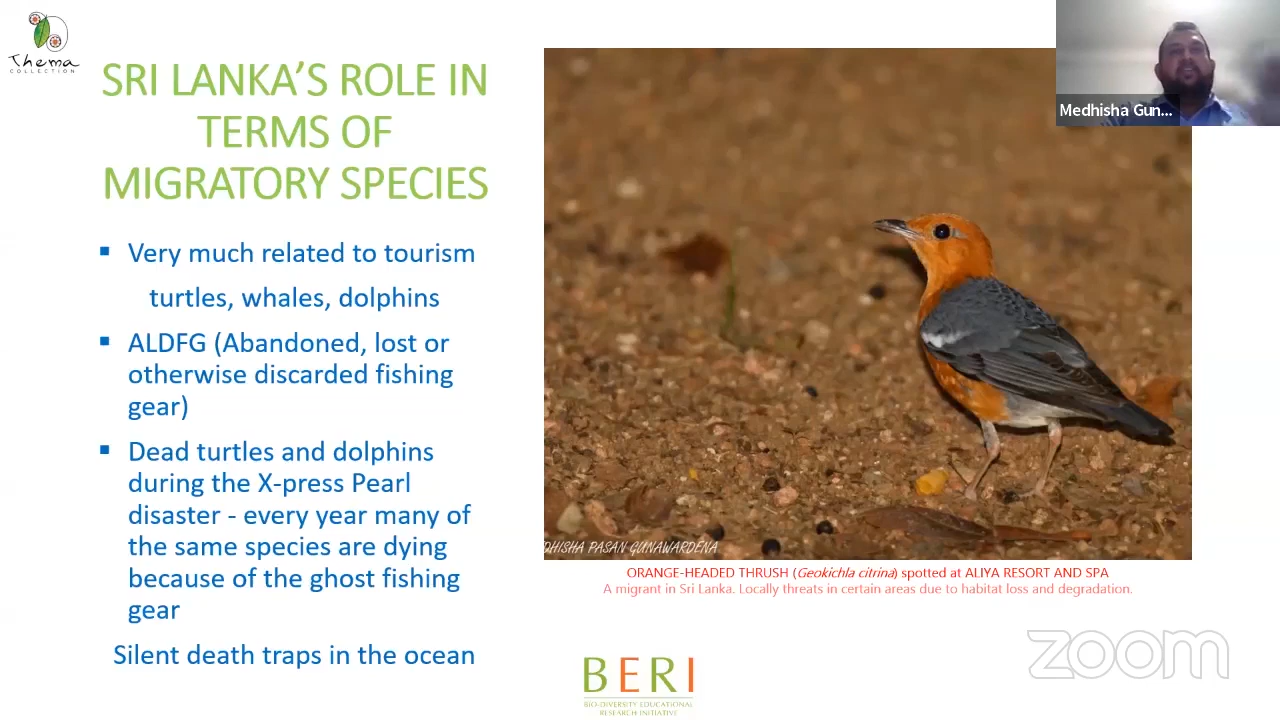 Thema
COLLECTION
SRI LANKA'S ROLE IN
TERMS OF
MIGRATORY SPECIES
▪ Very much related to tourism
turtles, whales, dolphins
▪ ALDFG (Abandoned, lost or
otherwise discarded fishing
gear)
▪ Dead turtles and dolphins
during the X-press Pearl
disaster - every year many of
the same species are dying
because of the ghost fishing
gear
Silent death traps in the ocean
Medhisha Gun...
DHISHA PASAN GUNAWARDENA
ORANGE-HEADED THRUSH (Geokichla citrina) spotted at ALIYA RESORT AND SPA
A migrant in Sri Lanka. Locally threats in certain areas due to habitat loss and degradation.
BERI
BIO-DIVERSITY EDUCATIONAL
RESEARCH INITIATIVE
zoom